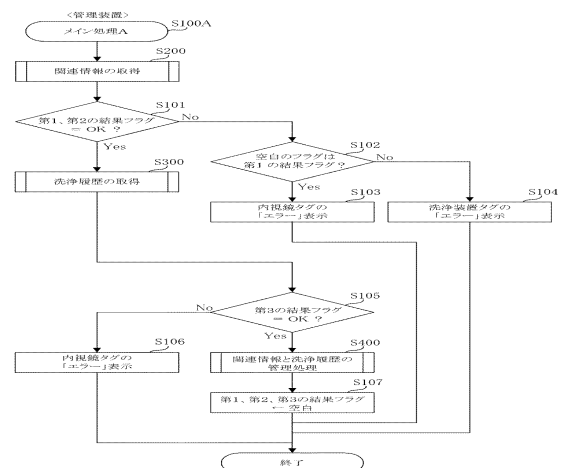 <管理装置>
メイン処理A
S100A
S200
関連情報の取得
S101
第1、第2の結果フラグ
= OK ?
No
Yes
S102
空白のフラグは
第1の結果フラグ?
No
Yes
S300
洗浄履歴の取得
S103
内視鏡タグの
「エラー」表示
S104
洗浄装置タグの
「エラー」表示
S105
第3の結果フラグ
= OK ?
No
Yes
S106
内視鏡タグの
「エラー」表示
S400
関連情報と洗浄履歴の
管理処理
S107
第1、第2、第3の結果フラグ
← 空白
終了